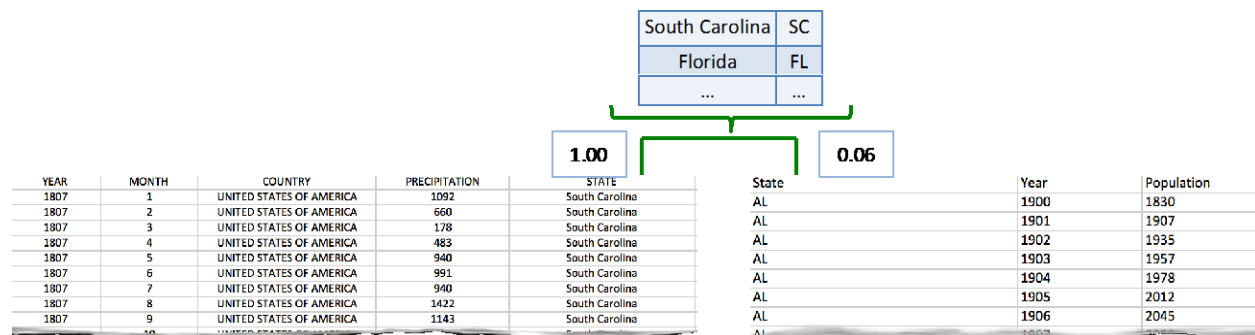 South Carolina SC
Florida FL
... ...
1.00 0.06
YEAR MONTH COUNTRY PRECIPITATION STATE
1807 1 UNITED STATES OF AMERICA 1092 South Carolina
1807 2 UNITED STATES OF AMERICA 660 South Carolina
1807 3 UNITED STATES OF AMERICA 178 South Carolina
1807 4 UNITED STATES OF AMERICA 483 South Carolina
1807 5 UNITED STATES OF AMERICA 940 South Carolina
1807 6 UNITED STATES OF AMERICA 991 South Carolina
1807 7 UNITED STATES OF AMERICA 940 South Carolina
1807 8 UNITED STATES OF AMERICA 1422 South Carolina
1807 9 UNITED STATES OF AMERICA 1143 South Carolina
State Year Population
AL 1900 1830
AL 1901 1907
AL 1902 1935
AL 1903 1957
AL 1904 1978
AL 1905 2012
AL 1906 2045